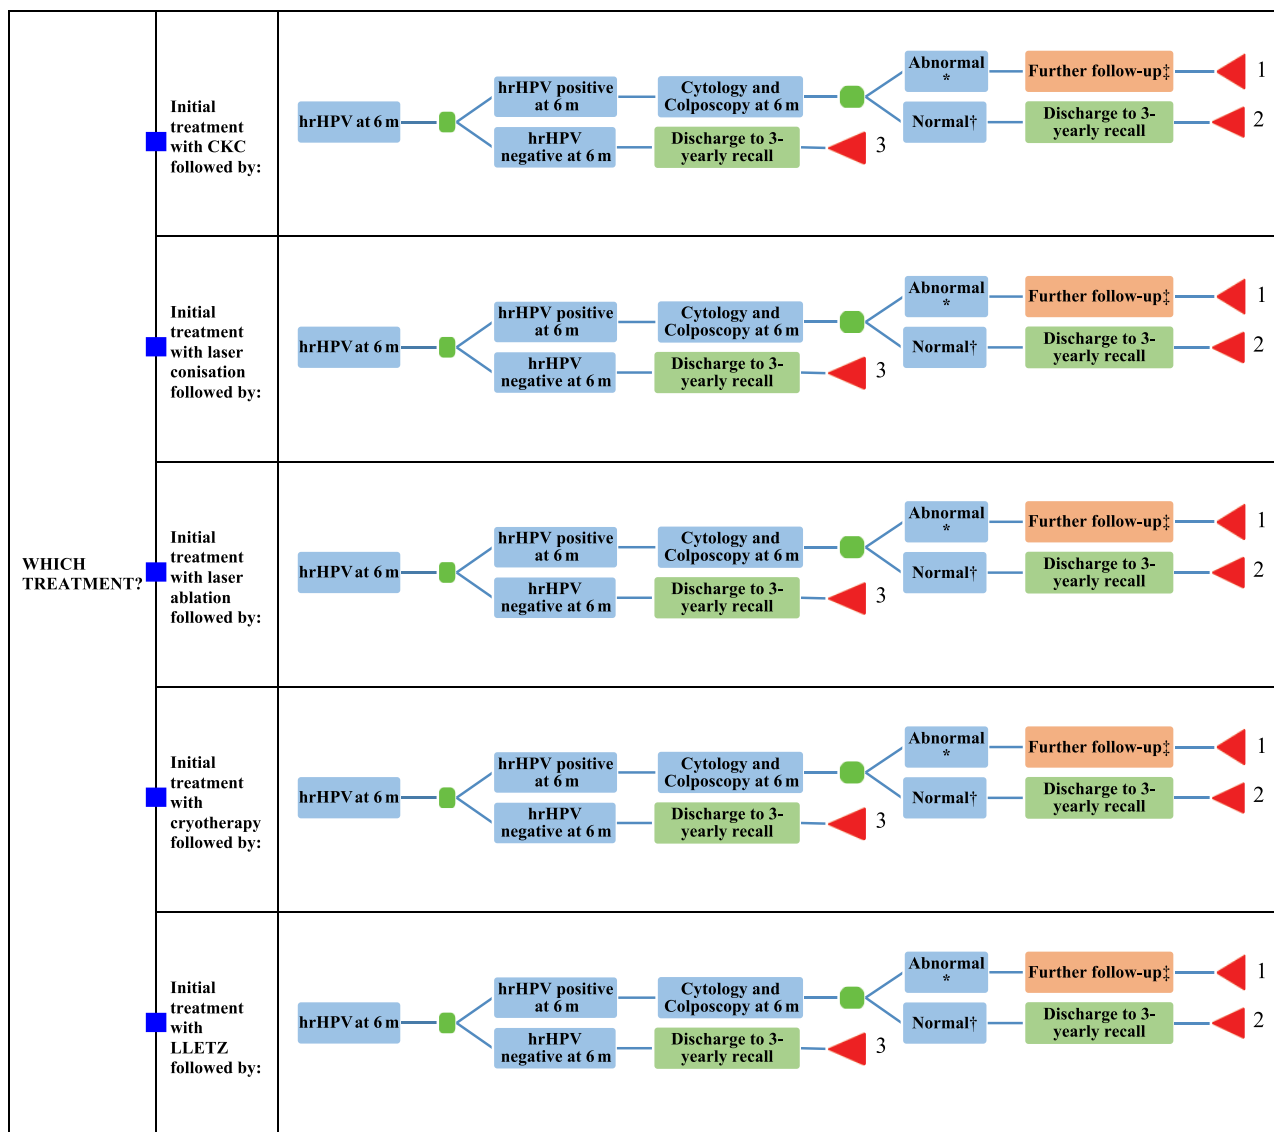 WHICH
TREATMENT?
Initial
treatment
with CKC
followed by:
hrHPV at 6 m
hrHPV positive
at 6 m
Cytology and
Colposcopy at 6 m
Abnormal
*
Further follow-up‡
1
Normal†
Discharge to 3-
yearly recall
2
hrHPV
negative at 6 m
Discharge to 3-
yearly recall
3
Initial
treatment
with laser
conisation
followed by:
hrHPV at 6 m
hrHPV positive
at 6 m
Cytology and
Colposcopy at 6 m
Abnormal
*
Further follow-up‡
1
Normal†
Discharge to 3-
yearly recall
2
hrHPV
negative at 6 m
Discharge to 3-
yearly recall
3
Initial
treatment
with laser
ablation
followed by:
hrHPV at 6 m
hrHPV positive
at 6 m
Cytology and
Colposcopy at 6 m
Abnormal
*
Further follow-up‡
1
Normal†
Discharge to 3-
yearly recall
2
hrHPV
negative at 6 m
Discharge to 3-
yearly recall
3
Initial
treatment
with
cryotherapy
followed by:
hrHPV at 6 m
hrHPV positive
at 6 m
Cytology and
Colposcopy at 6 m
Abnormal
*
Further follow-up‡
1
Normal†
Discharge to 3-
yearly recall
2
hrHPV
negative at 6 m
Discharge to 3-
yearly recall
3
Initial
treatment
with
LLETZ
followed by:
hrHPV at 6 m
hrHPV positive
at 6 m
Cytology and
Colposcopy at 6 m
Abnormal
*
Further follow-up‡
1
Normal†
Discharge to 3-
yearly recall
2
hrHPV
negative at 6 m
Discharge to 3-
yearly recall
3